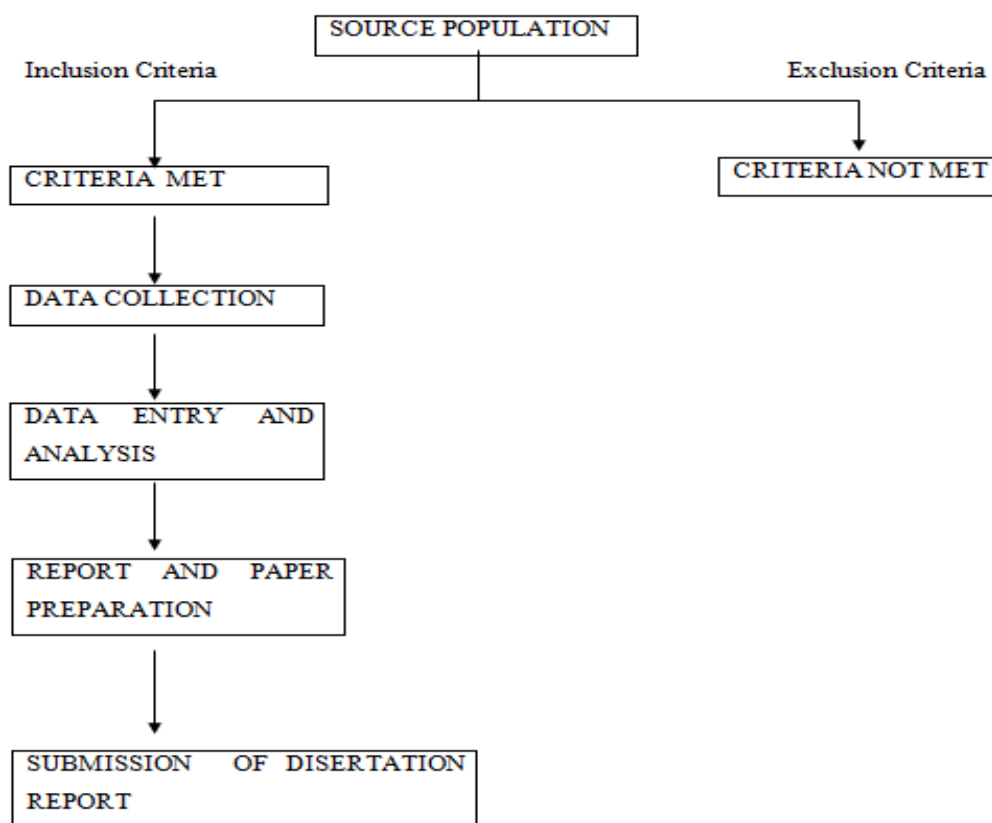 SOURCE POPULATION
Inclusion Criteria
Exclusion Criteria
CRITERIA MET
CRITERIA NOT MET
DATA COLLECTION
DATA ENTRY AND
ANALYSIS
REPORT AND PAPER
PREPARATION
SUBMISSION OF DISERTATION
REPORT